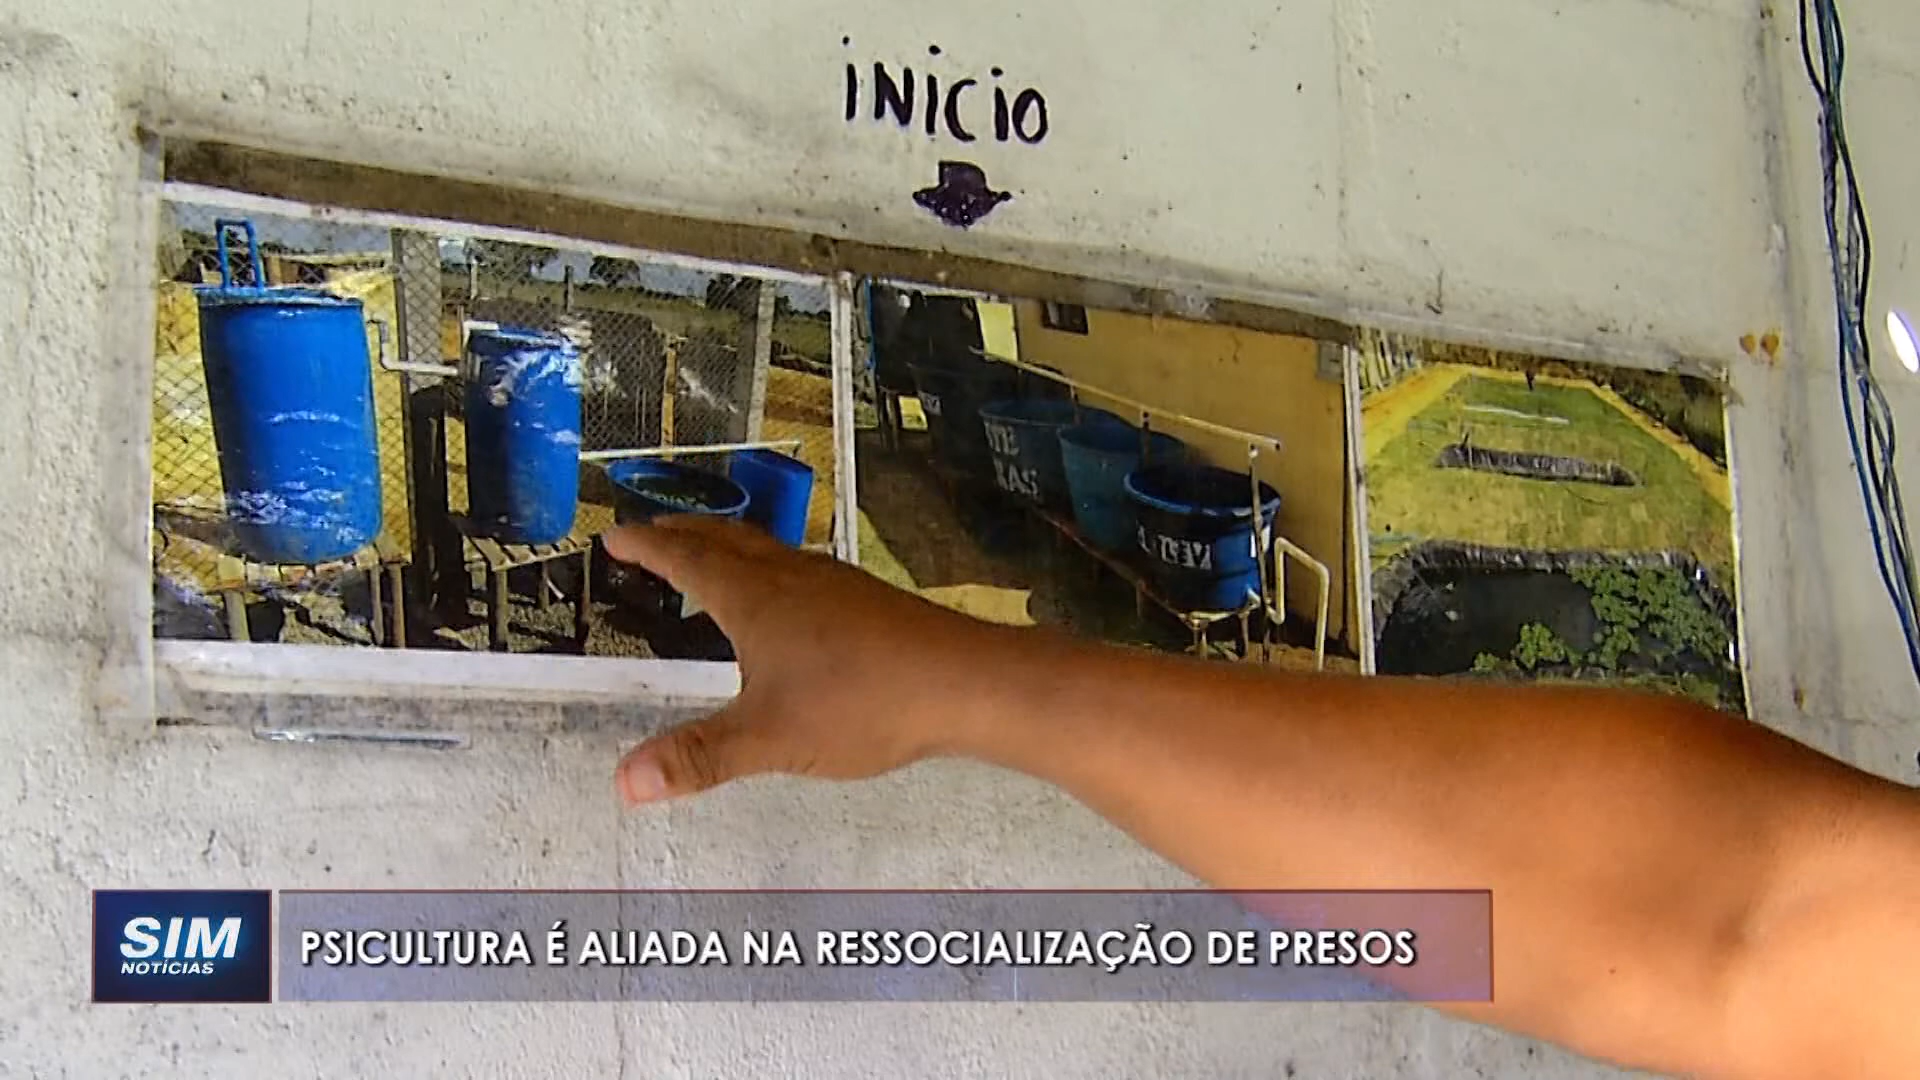 INICIO
SIM
NOTÍCIAS
PSICULTURA É ALIADA NA RESSOCIALIZAÇÃO DE PRESOS